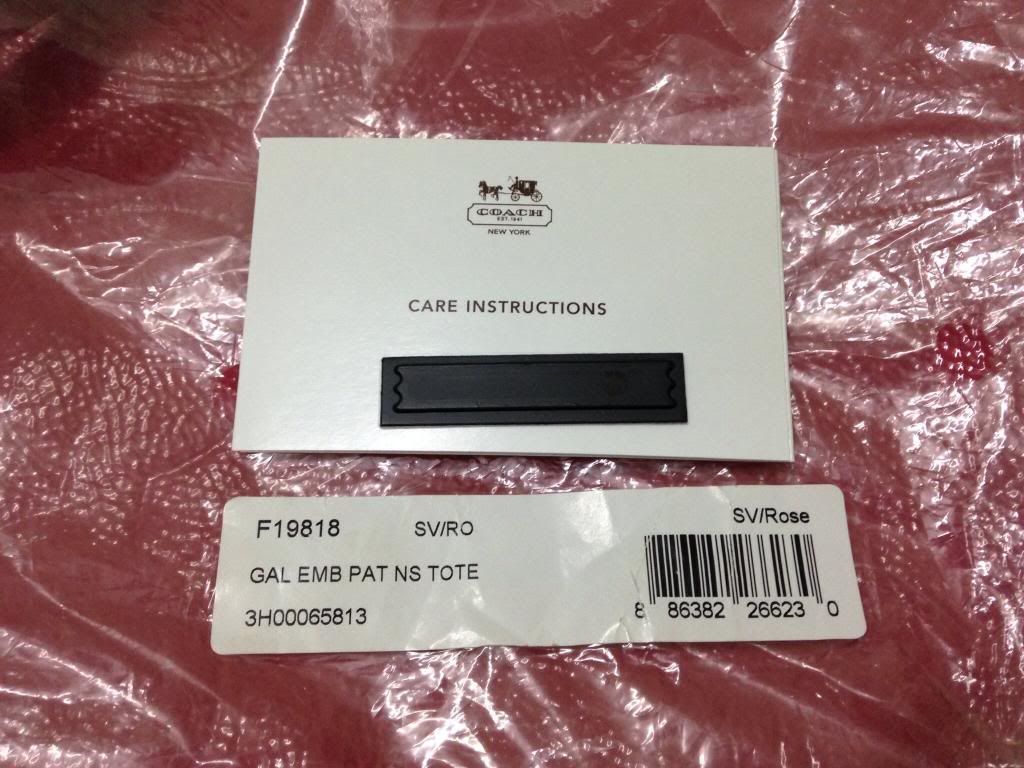 COACH
EST. 1941
NEW YORK
CARE INSTRUCTIONS
F19818 SV/RO SV/Rose
GAL EMB PAT NS TOTE
3H00065813
8 86382 26623 0